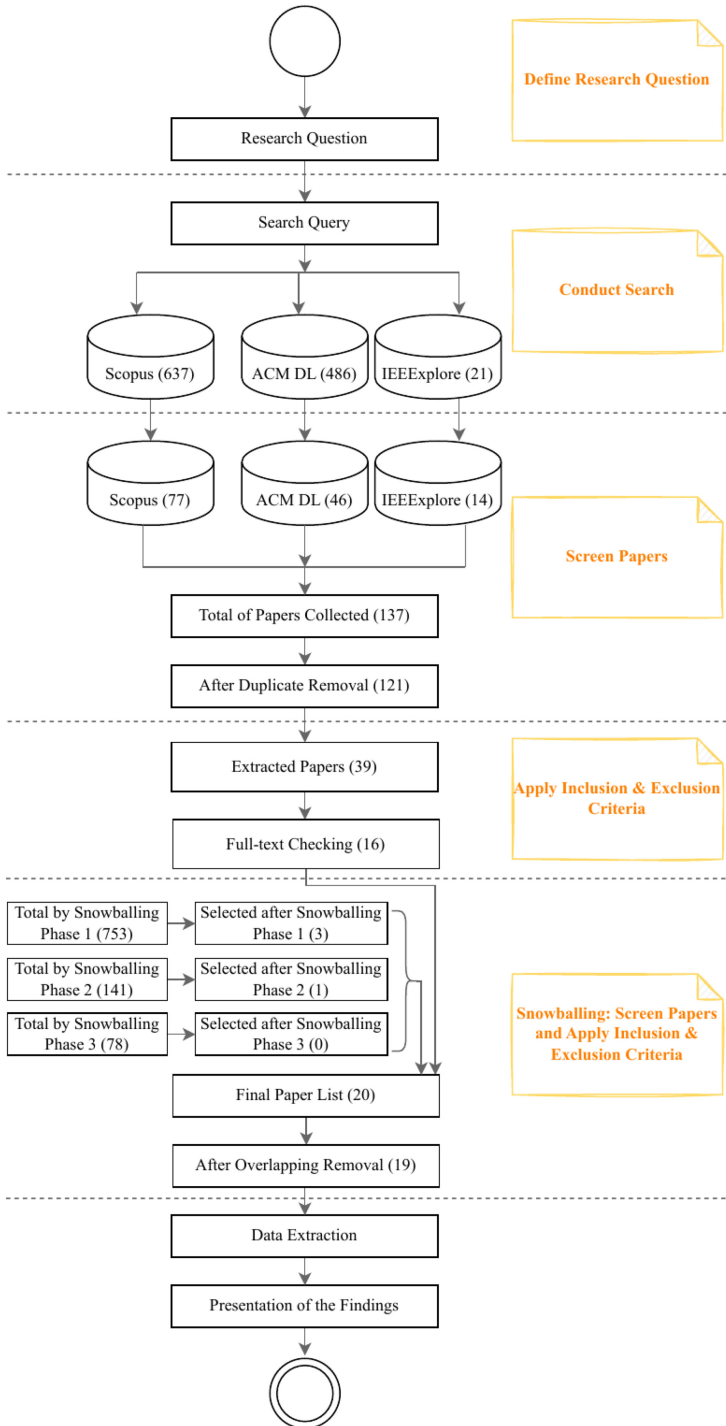 Define Research Question
Research Question
Search Query
Conduct Search
Scopus (637)
ACM DL (486)
IEEExplore (21)
Scopus (77)
ACM DL (46)
IEEExplore (14)
Screen Papers
Total of Papers Collected (137)
After Duplicate Removal (121)
Extracted Papers (39)
Apply Inclusion & Exclusion
Criteria
Full-text Checking (16)
Total by Snowballing
Phase 1 (753)
Selected after Snowballing
Phase 1 (3)
Total by Snowballing
Phase 2 (141)
Selected after Snowballing
Phase 2 (1)
Total by Snowballing
Phase 3 (78)
Selected after Snowballing
Phase 3 (0)
Snowballing: Screen Papers
and Apply Inclusion &
Exclusion Criteria
Final Paper List (20)
After Overlapping Removal (19)
Data Extraction
Presentation of the Findings